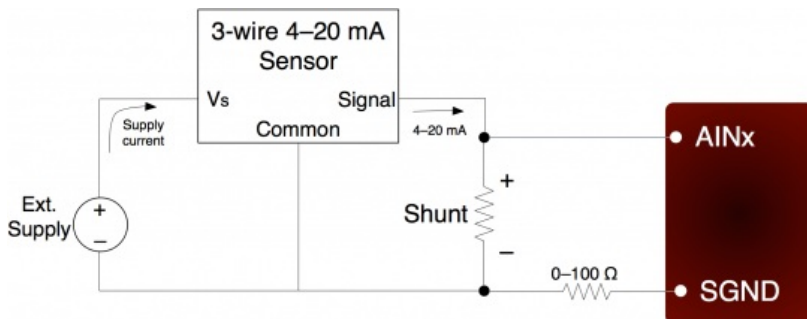 3-wire 4–20 mA
Sensor
Vs
Signal
Common
Supply
current
4–20 mA
AINx
Ext.
Supply
+
–
+
Shunt
–
0–100 Ω
SGND